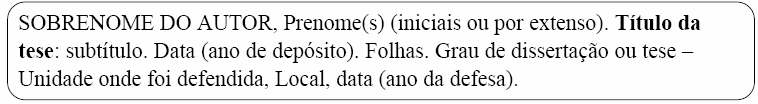 SOBRENOME DO AUTOR, Prenome(s) (iniciais ou por extenso). Título da
tese: subtítulo. Data (ano de depósito). Folhas. Grau de dissertação ou tese –
Unidade onde foi defendida, Local, data (ano da defesa).